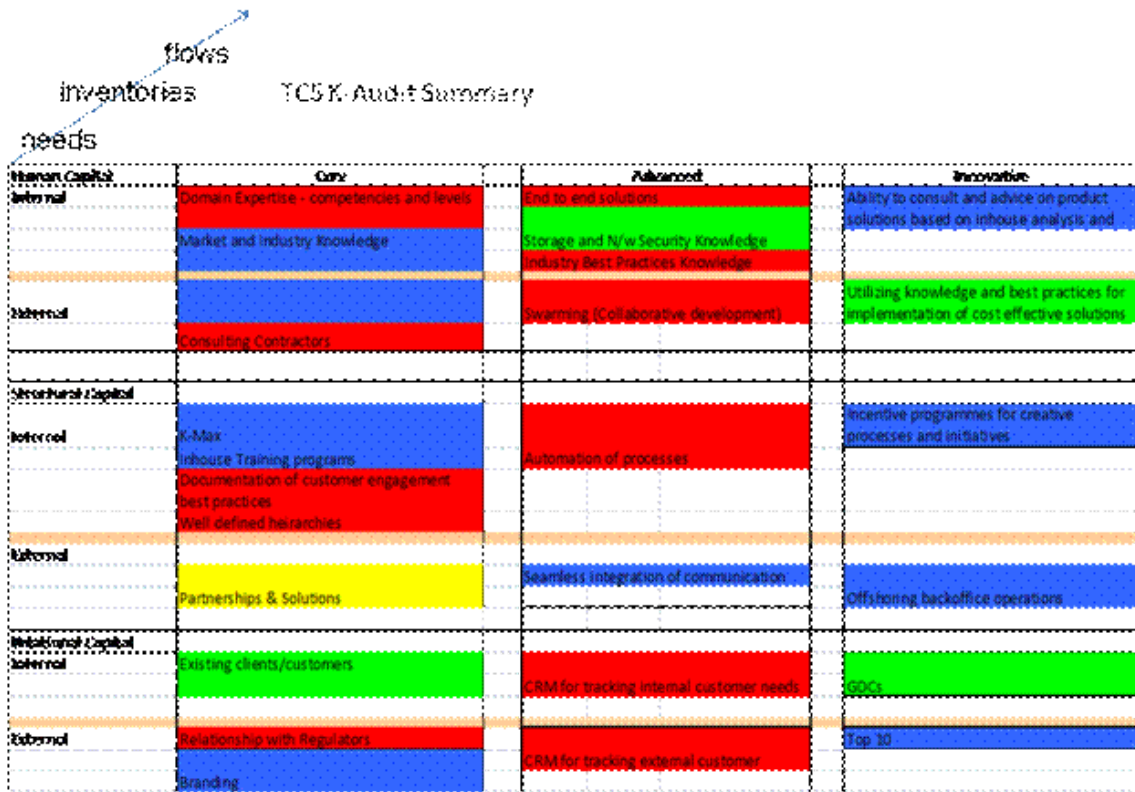 flows
inventories TCS K-Audit Summary
needs
Human Capital Core Advanced Innovative
Internal Domain Expertise - competencies and levels End to end solutions Ability to consult and advice on product
solutions based on inhouse analysis and
Market and Industry Knowledge Storage and N/w Security Knowledge
Industry Best Practices Knowledge
Utilizing knowledge and best practices for
External Swarming (Collaborative development) implementation of cost effective solutions
Consulting Contractors
Structural Capital
Incentive programmes for creative
Internal K-Max processes and initiatives
Inhouse Training programs Automation of processes
Documentation of customer engagement
best practices
Well defined heirarchies
External
Seamless integration of communication
Partnerships & Solutions Offshoring backoffice operations
Relational Capital
Internal Existing clients/customers
CRM for tracking internal customer needs GDCs
External Relationship with Regulators Top 10
CRM for tracking external customer
Branding